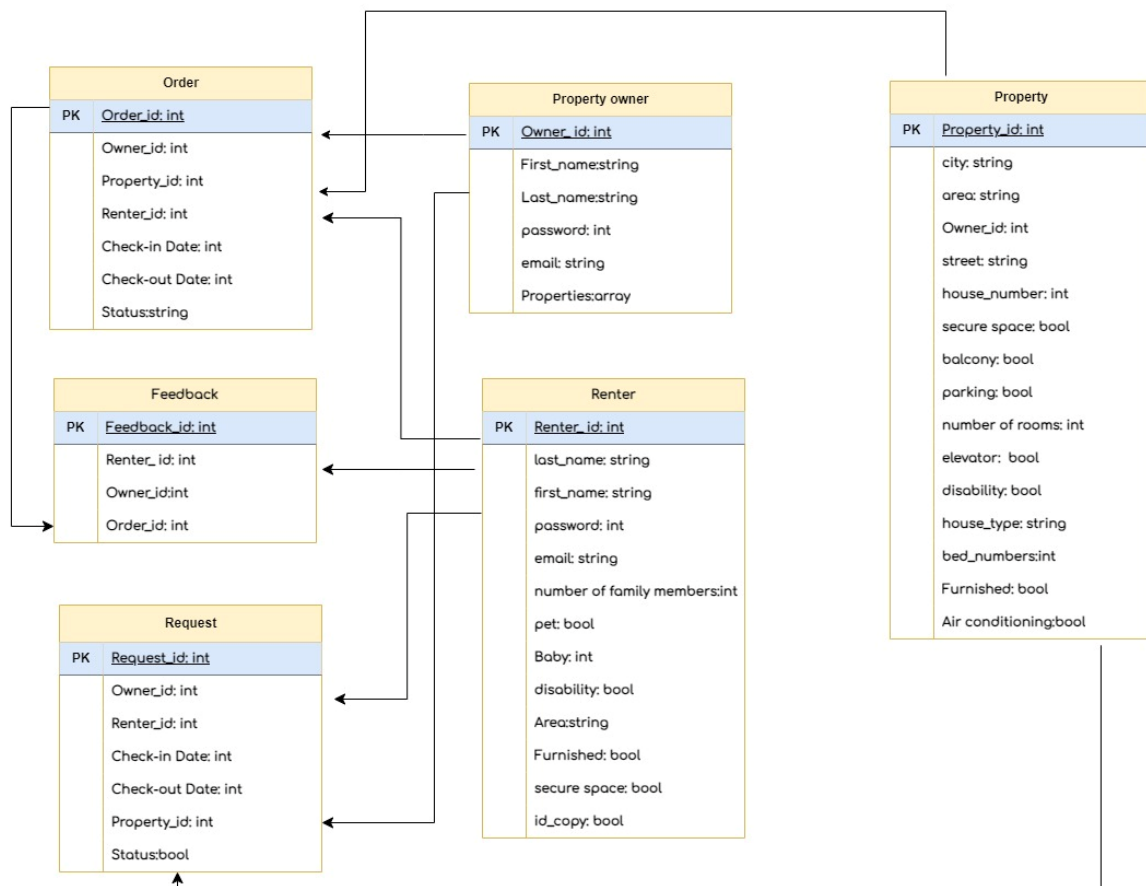 Order
PK Order_id: int
Owner_id: int
Property_id: int
Renter_id: int
Check-in Date: int
Check-out Date: int
Status:string
Property owner
PK Owner_ id: int
First_name:string
Last_name:string
password: int
email: string
Properties:array
Property
PK Property_id: int
city: string
area: string
Owner_id: int
street: string
house_number: int
secure space: bool
balcony: bool
parking: bool
number of rooms: int
elevator: bool
disability: bool
house_type: string
bed_numbers:int
Furnished: bool
Air conditioning:bool
Feedback
PK Feedback_id: int
Renter_ id: int
Owner_id:int
Order_id: int
Renter
PK Renter_ id: int
last_name: string
first_name: string
password: int
email: string
number of family members:int
pet: bool
Baby: int
disability: bool
Area:string
Furnished: bool
secure space: bool
id_copy: bool
Request
PK Request_id: int
Owner_id: int
Renter_id: int
Check-in Date: int
Check-out Date: int
Property_id: int
Status:bool